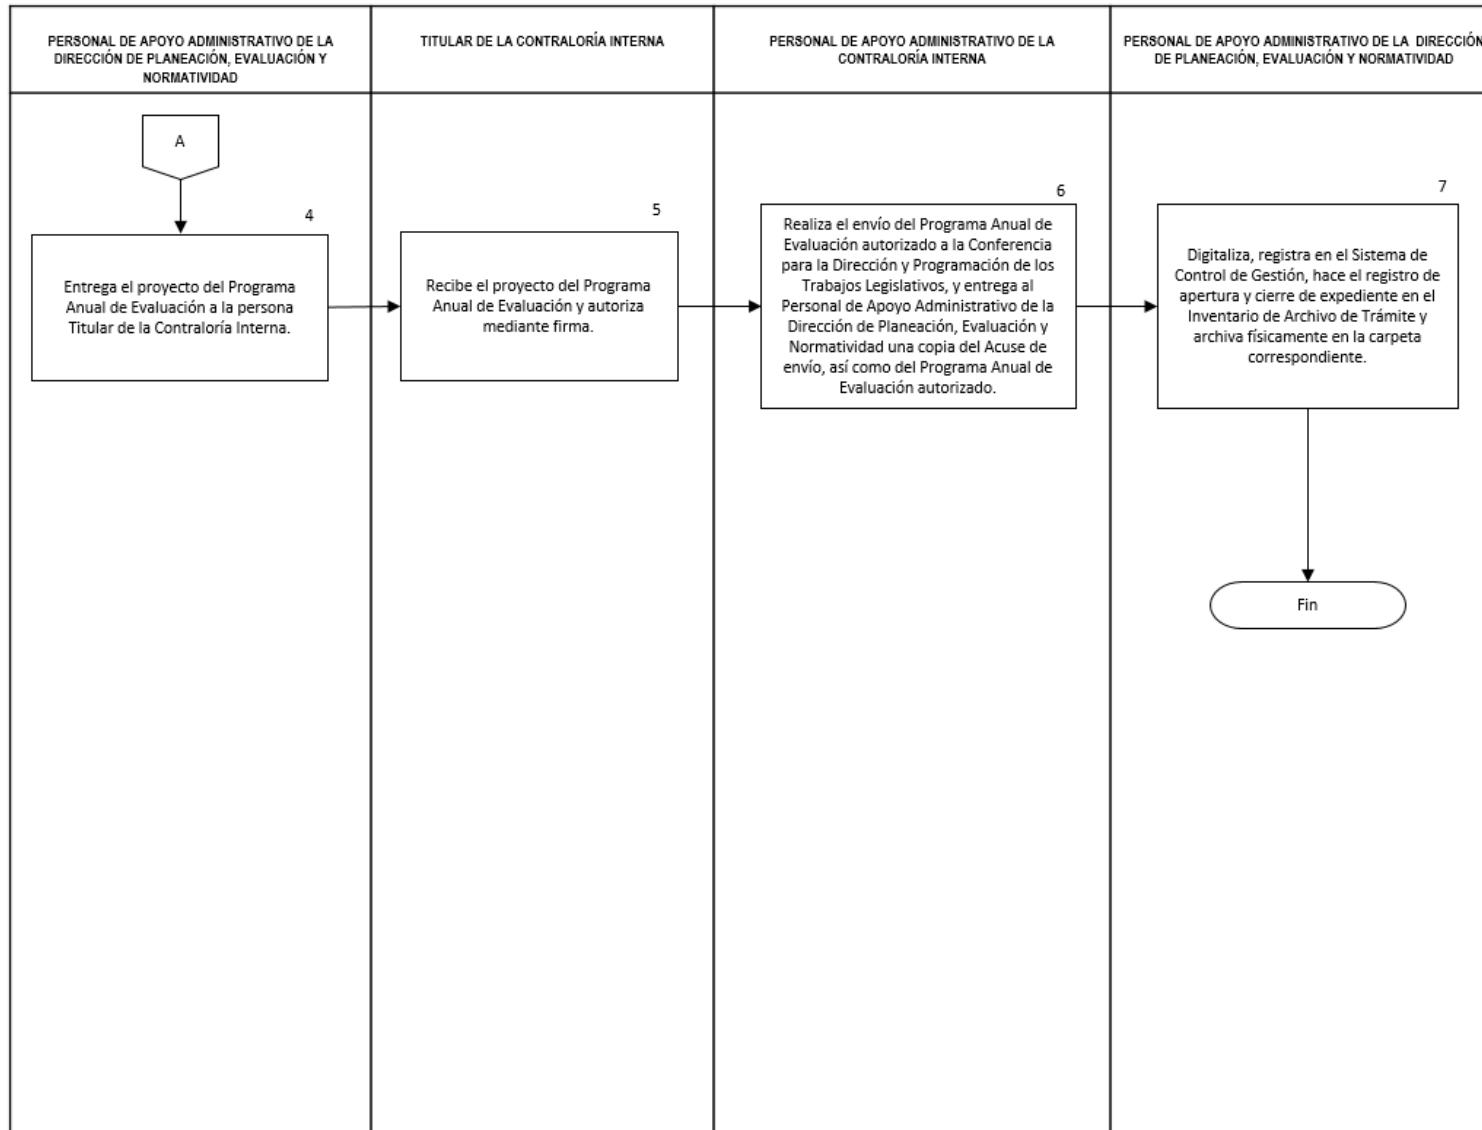 PERSONAL DE APOYO ADMINISTRATIVO DE LA
DIRECCIÓN DE PLANEACIÓN, EVALUACIÓN Y
NORMATIVIDAD
TITULAR DE LA CONTRALORÍA INTERNA
PERSONAL DE APOYO ADMINISTRATIVO DE LA
CONTRALORÍA INTERNA
PERSONAL DE APOYO ADMINISTRATIVO DE LA DIRECCIÓN
DE PLANEACIÓN, EVALUACIÓN Y NORMATIVIDAD
A
4
Entrega el proyecto del Programa
Anual de Evaluación a la persona
Titular de la Contraloría Interna.
5
Recibe el proyecto del Programa
Anual de Evaluación y autoriza
mediante firma.
6
Realiza el envío del Programa Anual de
Evaluación autorizado a la Conferencia
para la Dirección y Programación de los
Trabajos Legislativos, y entrega al
Personal de Apoyo Administrativo de la
Dirección de Planeación, Evaluación y
Normatividad una copia del Acuse de
envío, así como del Programa Anual de
Evaluación autorizado.
7
Digitaliza, registra en el Sistema de
Control de Gestión, hace el registro de
apertura y cierre de expediente en el
Inventario de Archivo de Trámite y
archiva físicamente en la carpeta
correspondiente.
Fin